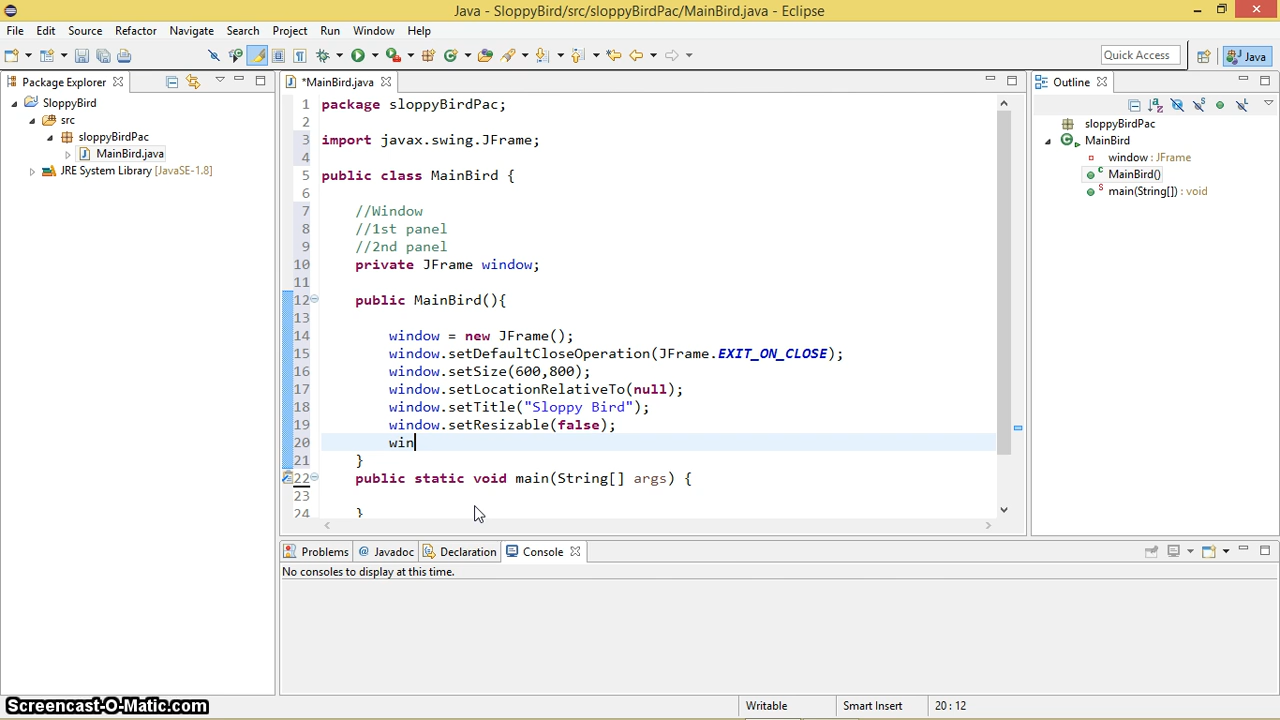 Java - SloppyBird/src/sloppyBirdPac/MainBird.java - Eclipse
File Edit Source Refactor Navigate Search Project Run Window Help
Quick Access
Java
Package Explorer
*MainBird.java
Outline
SloppyBird
src
sloppyBirdPac
MainBird.java
JRE System Library [JavaSE-1.8]
1 package sloppyBirdPac;
2
3 import javax.swing.JFrame;
4
5 public class MainBird {
6
7 //Window
8 //1st panel
9 //2nd panel
10 private JFrame window;
11
12 public MainBird(){
13
14 window = new JFrame();
15 window.setDefaultCloseOperation(JFrame.EXIT_ON_CLOSE);
16 window.setSize(600,800);
17 window.setLocationRelativeTo(null);
18 window.setTitle("Sloppy Bird");
19 window.setResizable(false);
20 win
21 }
22 public static void main(String[] args) {
23
24 }
sloppyBirdPac
MainBird
window : JFrame
MainBird()
main(String[]) : void
Problems @ Javadoc Declaration Console
No consoles to display at this time.
Screencast-O-Matic.com
Writable Smart Insert 20 : 12